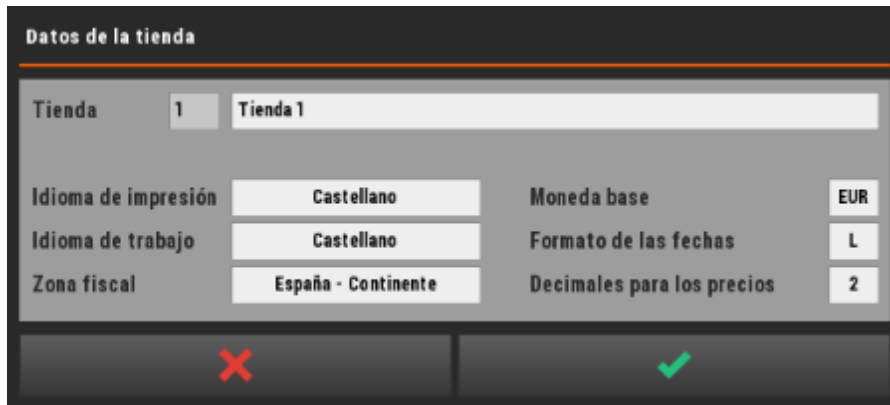 Datos de la tienda
Tienda 1 Tienda 1
Idioma de impresión Castellano Moneda base EUR
Idioma de trabajo Castellano Formato de las fechas L
Zona fiscal España - Continente Decimales para los precios 2